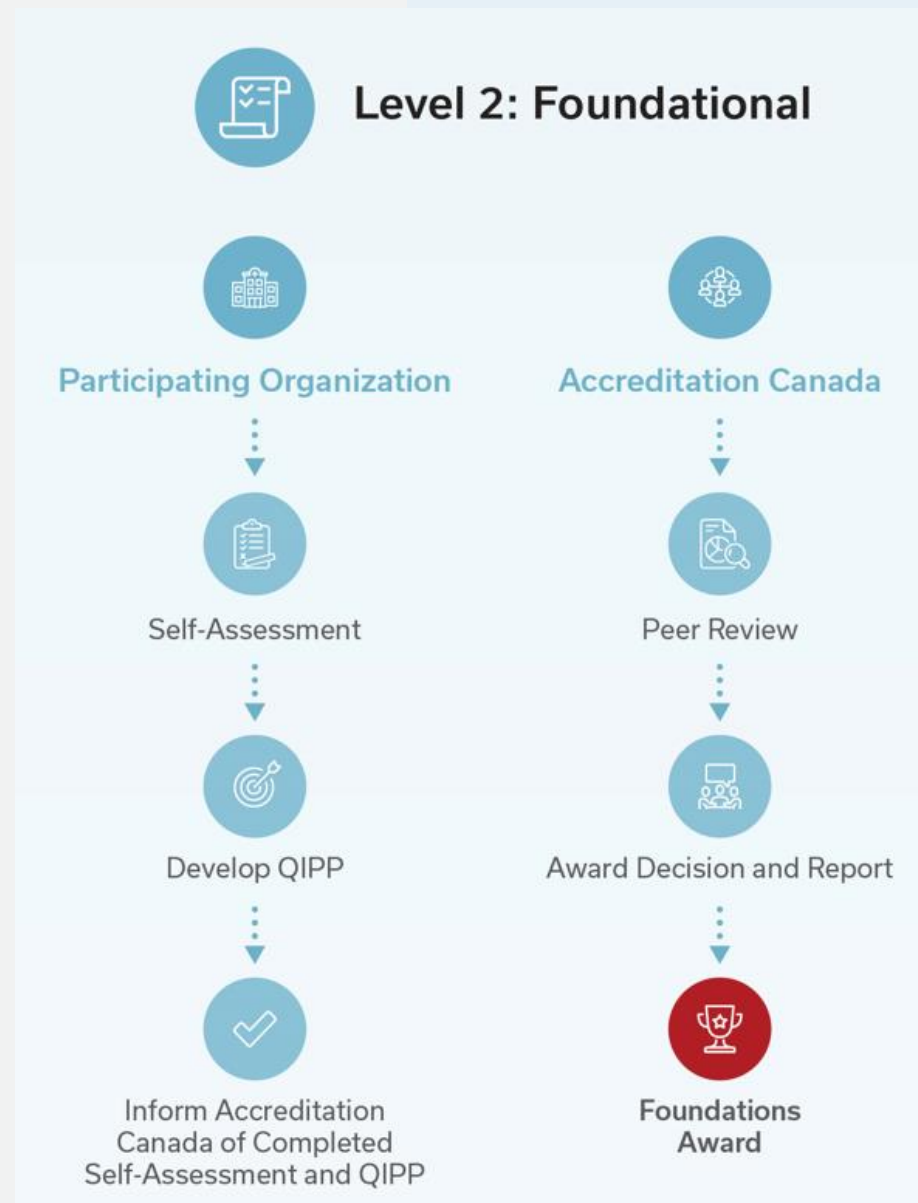 Level 2: Foundational
Participating Organization
Self-Assessment
Develop QIPP
Inform Accreditation
Canada of Completed
Self-Assessment and QIPP
Accreditation Canada
Peer Review
Award Decision and Report
Foundations
Award